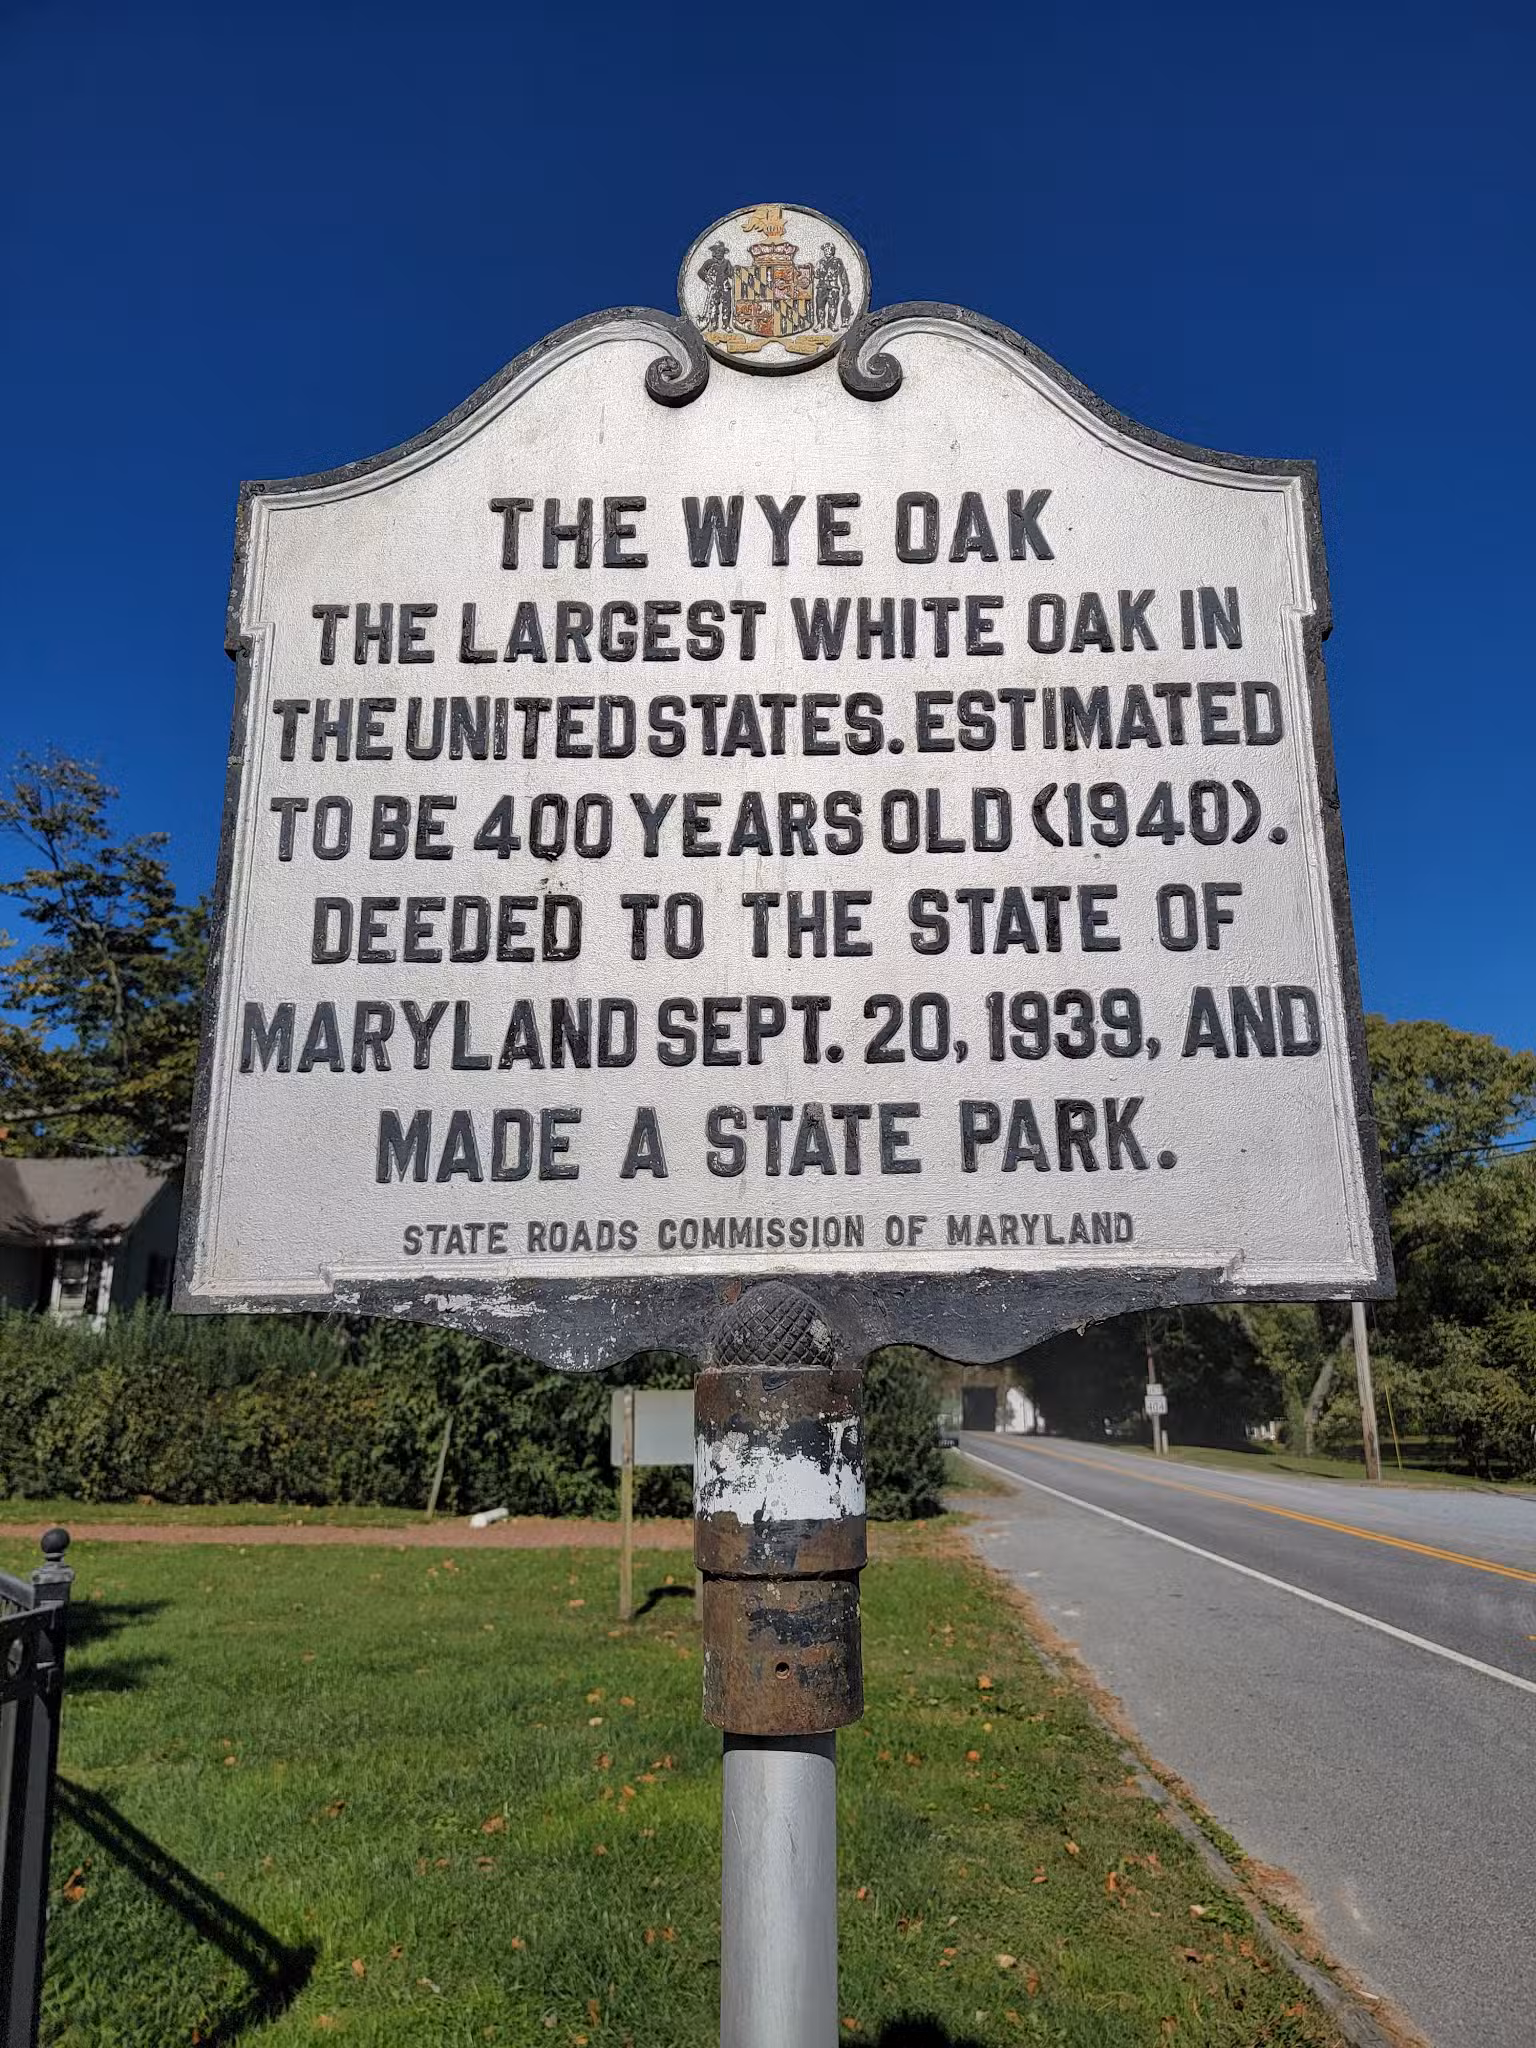 THE WYE OAK
THE LARGEST WHITE OAK IN
THE UNITED STATES. ESTIMATED
TO BE 400 YEARS OLD (1940).
DEEDED TO THE STATE OF
MARYLAND SEPT. 20, 1939, AND
MADE A STATE PARK.
STATE ROADS COMMISSION OF MARYLAND
404